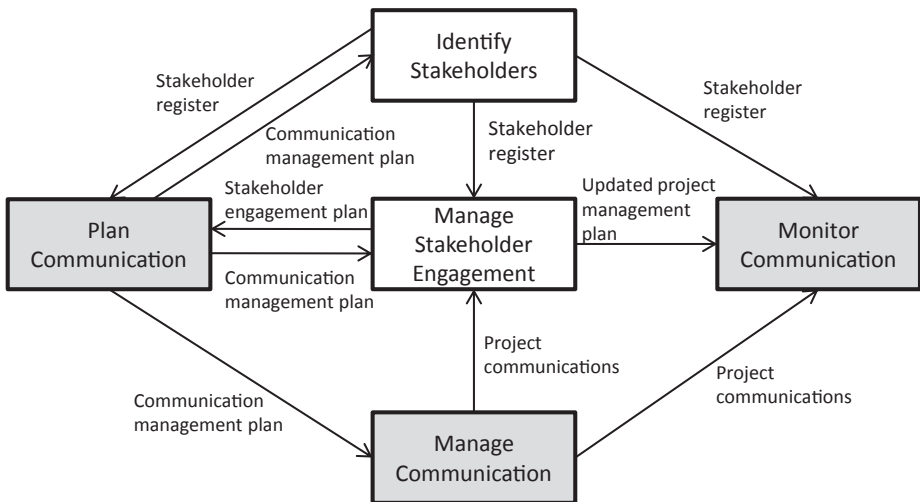 Identify
Stakeholders
Stakeholder
register
Communication
management plan
Stakeholder
register
Stakeholder
register
Stakeholder
engagement plan
Updated project
management
plan
Plan
Communication
Manage
Stakeholder
Engagement
Monitor
Communication
Communication
management plan
Project
communications
Project
communications
Communication
management plan
Manage
Communication